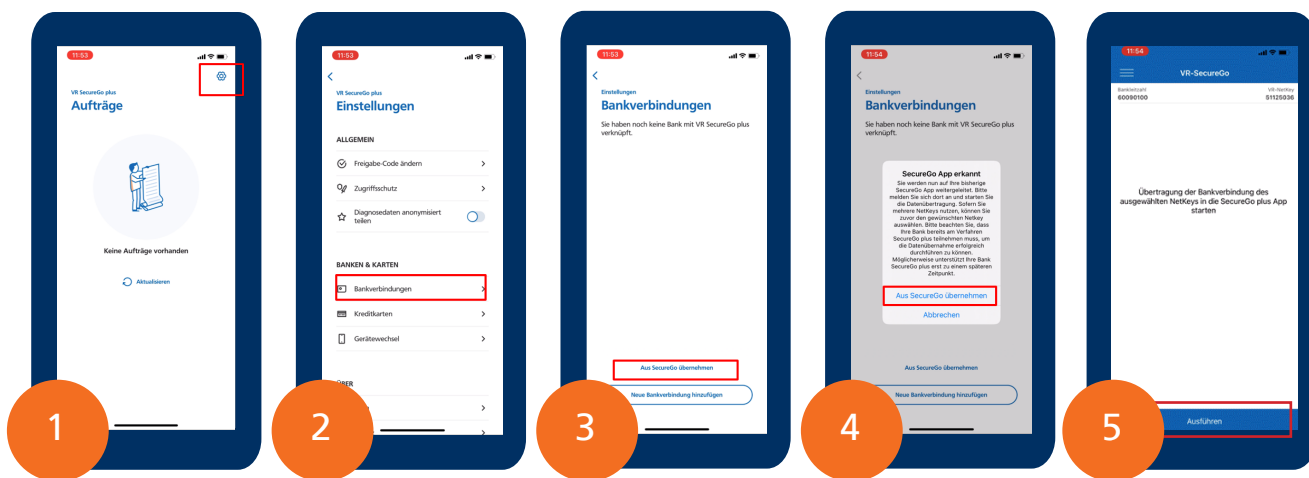 11:53
VR SecureGo plus
Aufträge
Keine Aufträge vorhanden
Aktualisieren
1
11:53
VR SecureGo plus
Einstellungen
ALLGEMEIN
Freigabe-Code ändern
Zugriffsschutz
Diagnosedaten anonymisiert
teilen
BANKEN & KARTEN
Bankverbindungen
Kreditkarten
Gerätewechsel
2
11:53
Einstellungen
Bankverbindungen
Sie haben noch keine Bank mit VR SecureGo plus
verknüpft.
Aus SecureGo übernehmen
Neue Bankverbindung hinzufügen
3
11:54
Einstellungen
Bankverbindungen
Sie haben noch keine Bank mit VR SecureGo plus
verknüpft.
SecureGo App erkannt
Sie werden nun auf Ihre bisherige
SecureGo App weitergeleitet. Bitte
melden Sie sich dort an und starten Sie
die Datenübertragung. Sofern Sie
mehrere NetKeys nutzen, können Sie
zuvor den gewünschten Netkey
auswählen. Bitte beachten Sie, dass
Ihre Bank bereits am Verfahren
SecureGo plus teilnehmen muss, um
die Datenübernahme erfolgreich
durchführen zu können.
Möglicherweise unterstützt Ihre Bank
SecureGo plus erst zu einem späteren
Zeitpunkt.
Aus SecureGo übernehmen
Abbrechen
Aus SecureGo übernehmen
Neue Bankverbindung hinzufügen
4
11:54
VR-SecureGo
Bankleitzahl
60090100
VR-NetKey
51125036
Übertragung der Bankverbindung des
ausgewählten NetKeys in die SecureGo plus App
starten
Ausführen
5